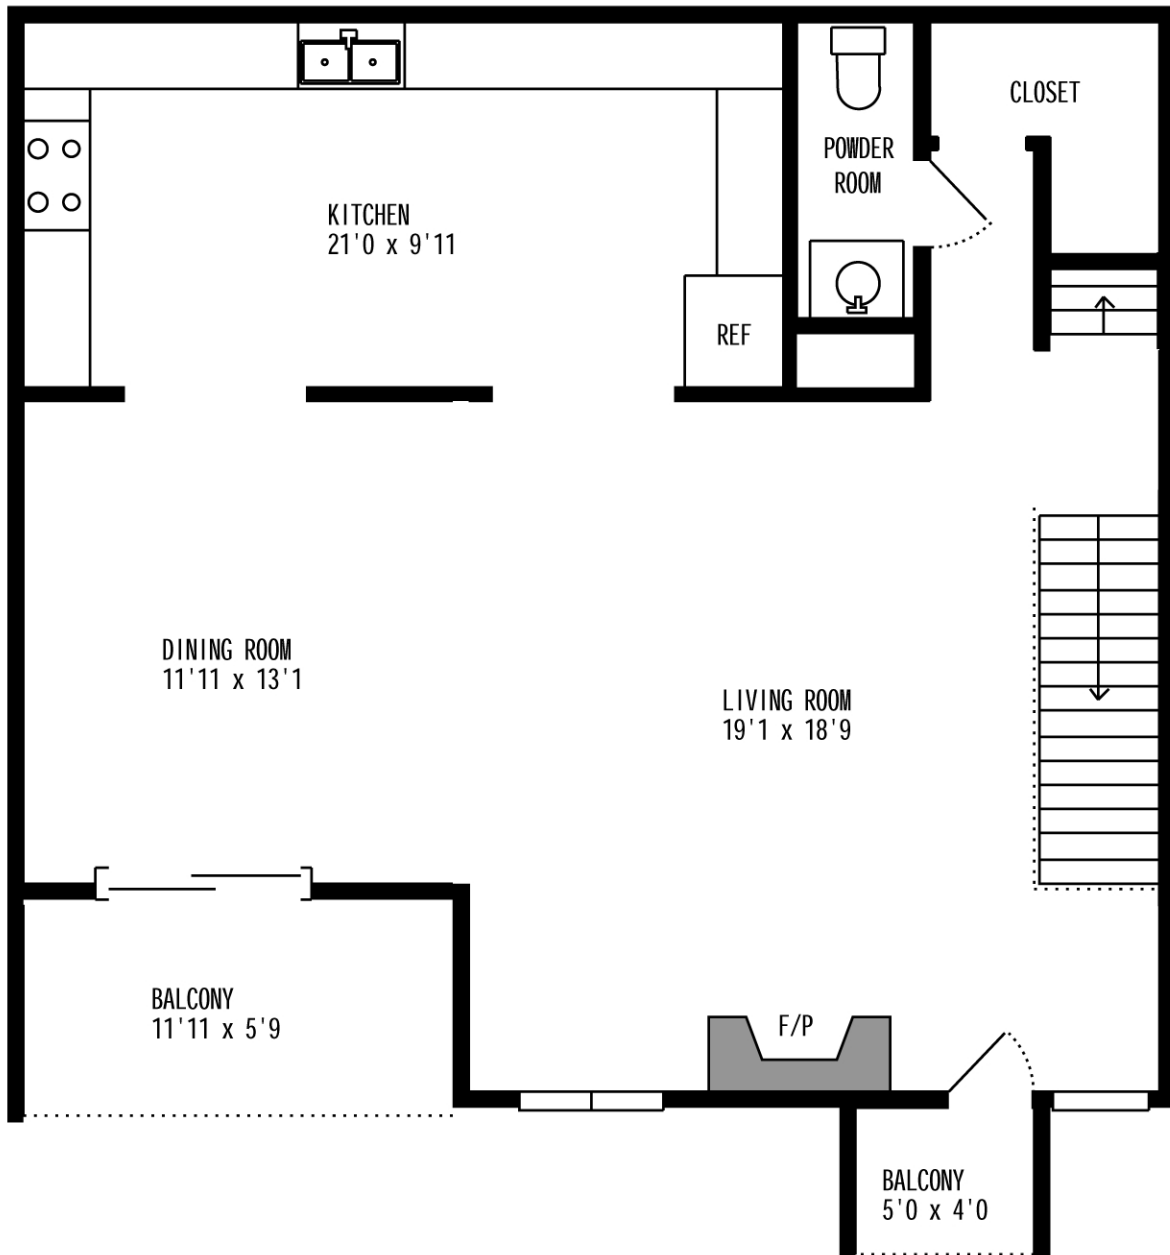 CLOSET
POWDER
ROOM
KITCHEN
21'0 x 9'11
REF
DINING ROOM
11'11 x 13'1
LIVING ROOM
19'1 x 18'9
BALCONY
11'11 x 5'9
F/P
BALCONY
5'0 x 4'0